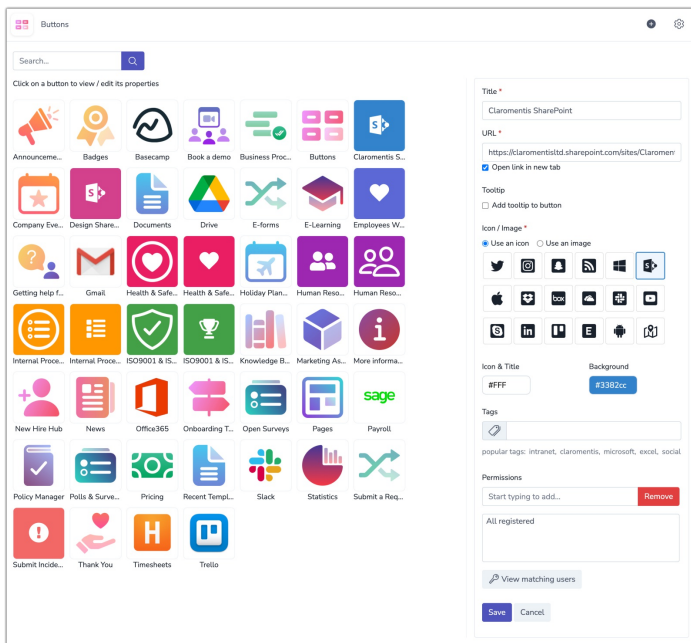 Buttons
Search...
Click on a button to view / edit its properties
Announceme... Badges Basecamp Book a demo Business Proc... Buttons Claromentis S...
Company Eve... Design Share... Documents Drive E-forms E-Learning Employees W...
Getting help f... Gmail Health & Safe... Health & Safe... Holiday Plan... Human Reso... Human Reso...
Internal Proce... Internal Proce... ISO9001 & IS... ISO9001 & IS... Knowledge B... Marketing As... More informa...
sage
New Hire Hub News Office365 Onboarding T... Open Surveys Pages Payroll
Policy Manager Polls & Surve... Pricing Recent Templ... Slack Statistics Submit a Req...
H
Submit Incide... Thank You Timesheets Trello
Title *
Claromentis SharePoint
URL *
https://claromentisltd.sharepoint.com/sites/Claromen
Open link in new tab
Tooltip
Add tooltip to button
Icon / Image *
Use an icon Use an image
box
Icon & Title Background
#FFF #3382cc
Tags
popular tags: intranet, claromentis, microsoft, excel, social
Permissions
Start typing to add... Remove
All registered
View matching users
Save Cancel